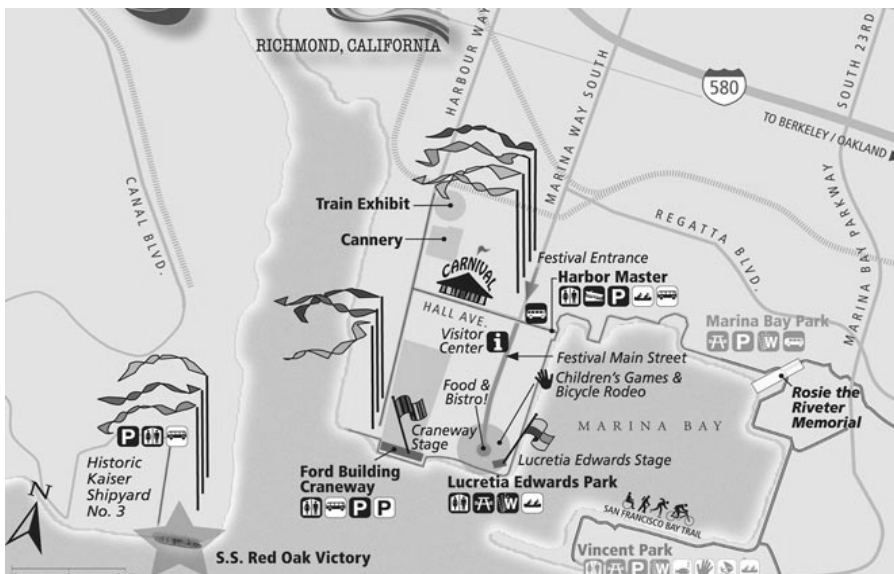 RICHMOND, CALIFORNIA
HARBOUR WAY
MARINA WAY SOUTH
SOUTH 23RD
580
TO BERKELEY / OAKLAND
CANAL BLVD.
Train Exhibit
Cannery
CARNIVAL
REGATTA BLVD.
MARINA BAY PARKWAY
Festival Entrance
Harbor Master
P
HALL AVE.
Visitor
Center
i
Marina Bay Park
P W
Festival Main Street
Food &
Bistro!
Children's Games &
Bicycle Rodeo
Rosie the
Riveter
Memorial
MARINA BAY
P
Historic
Kaiser
Shipyard
No. 3
Craneway
Stage
Lucretia Edwards Stage
Ford Building
Craneway
P P
Lucretia Edwards Park
W
SAN FRANCISCO BAY TRAIL
N
S.S. Red Oak Victory
Vincent Park
P W